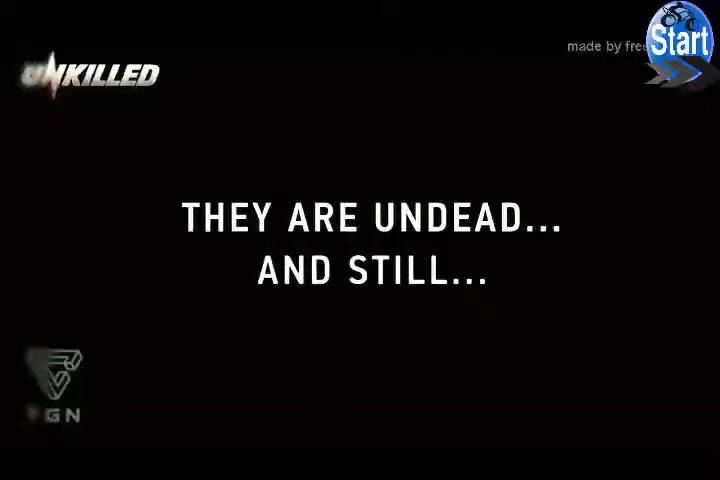 UNKILLED
made by free
Start
THEY ARE UNDEAD...
AND STILL...
GN